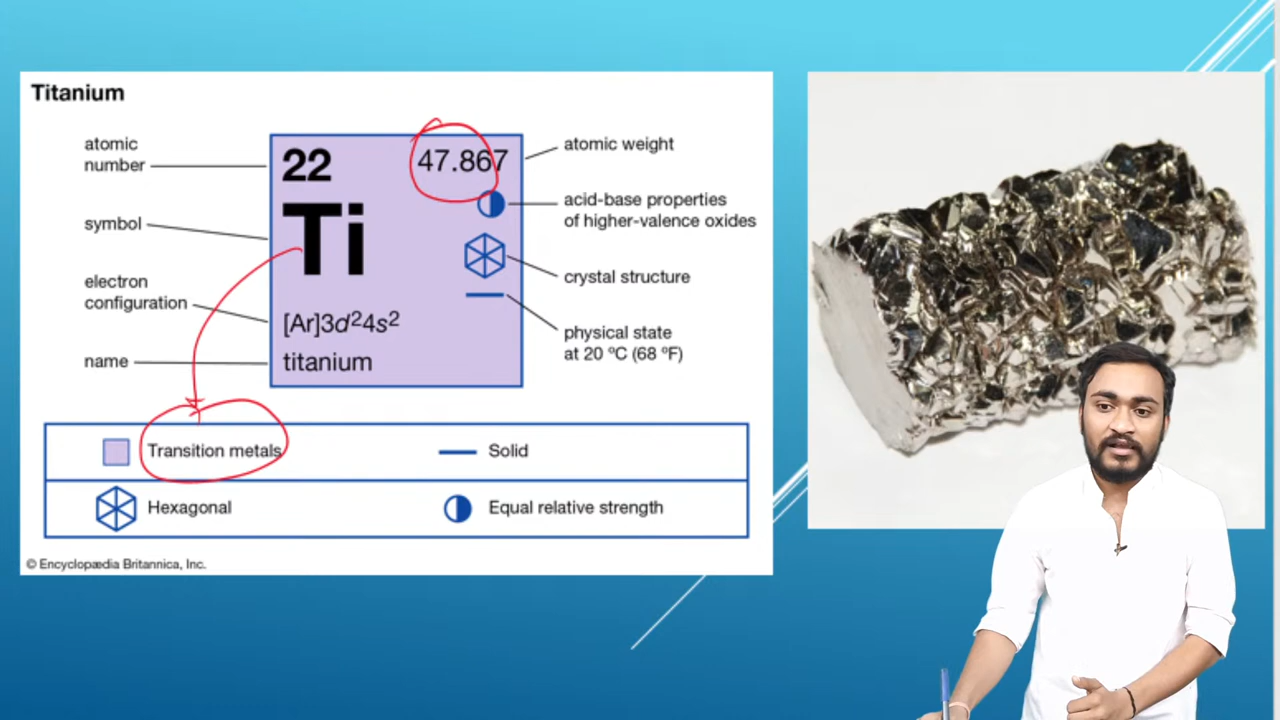 Titanium
atomic
number
symbol
electron
configuration
name
22
47.867
Ti
[Ar]3d²4s²
titanium
atomic weight
acid-base properties
of higher-valence oxides
crystal structure
physical state
at 20 ºC (68 ºF)
Transition metals
Solid
Hexagonal
Equal relative strength
© Encyclopædia Britannica, Inc.